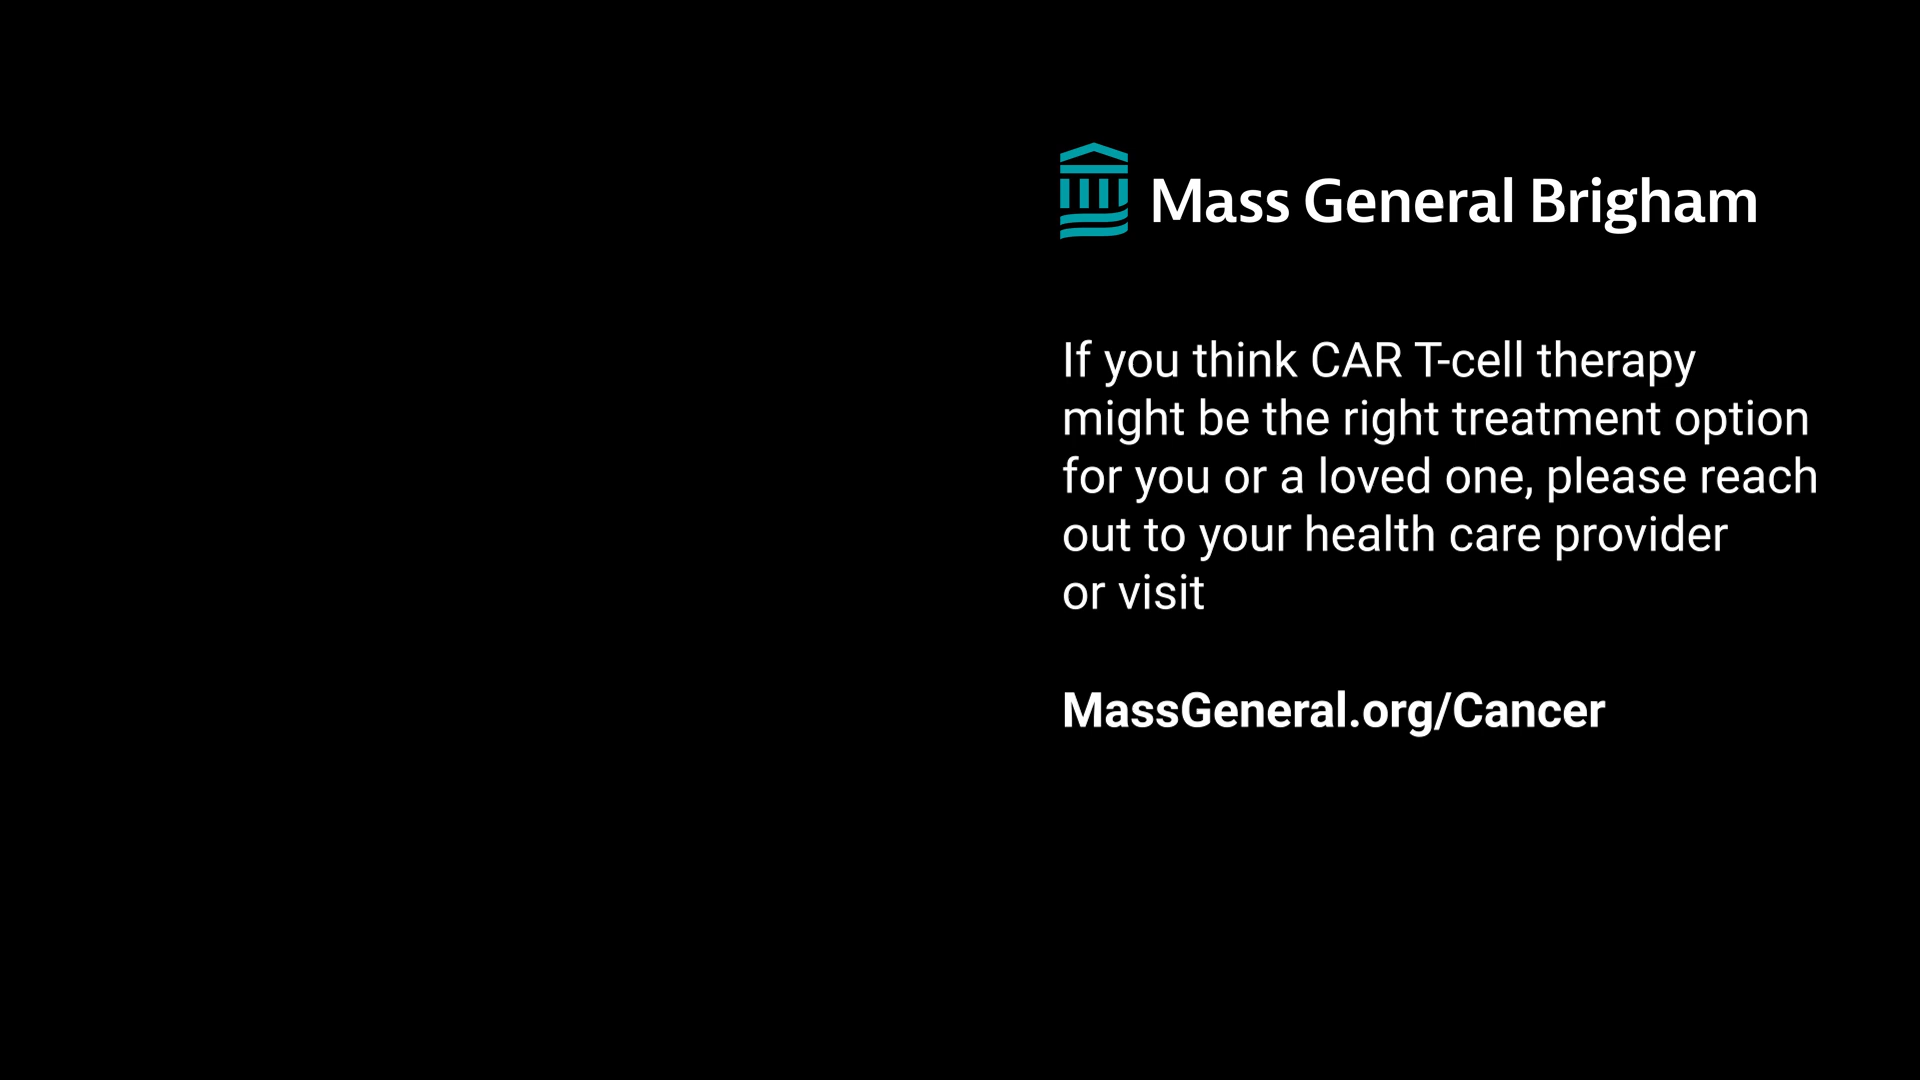 Mass General Brigham
If you think CAR T-cell therapy
might be the right treatment option
for you or a loved one, please reach
out to your health care provider
or visit
MassGeneral.org/Cancer